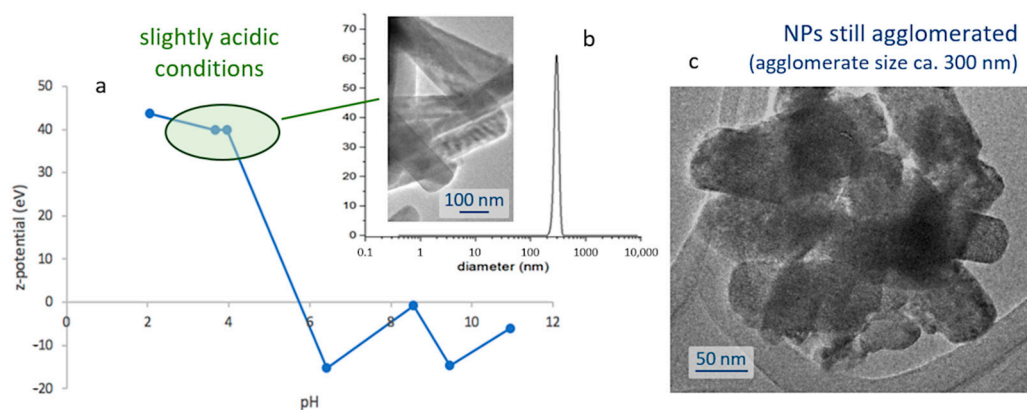 slightly acidic
conditions
a
z-potential (eV)
50
40
30
20
10
0
-10
-20
0
2
4
6
8
10
12
pH
b
75
70
60
50
40
30
20
10
0
0.1
1
10
100
1000
10,000
diameter (nm)
100 nm
NPs still agglomerated
(agglomerate size ca. 300 nm)
c
50 nm